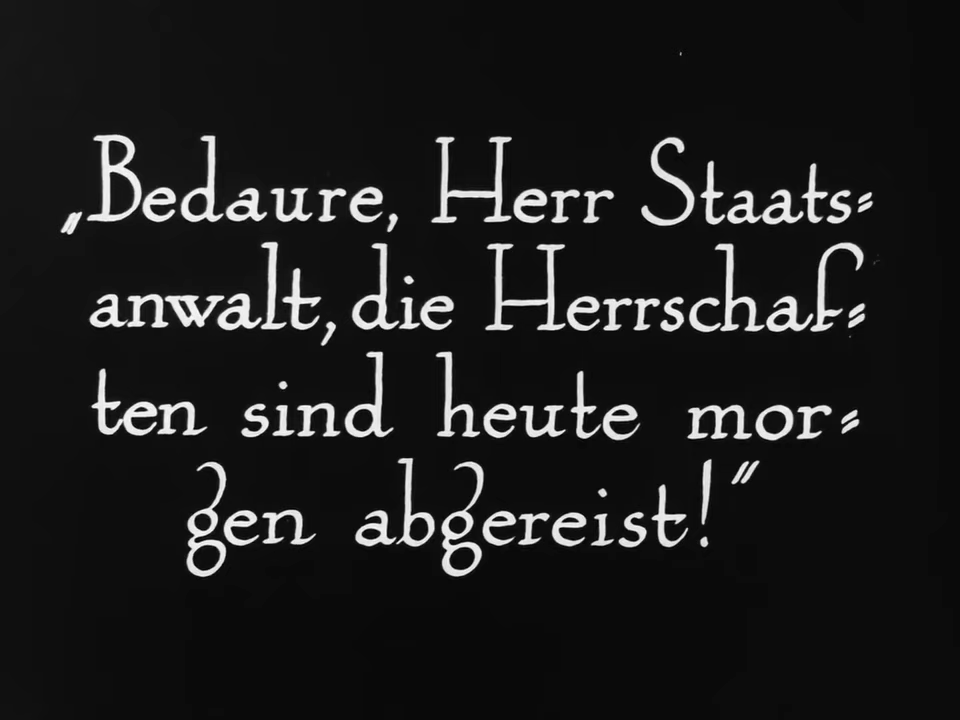 „Bedaure, Herr Staats=
anwalt, die Herrschaf=
ten sind heute mor=
gen abgereist!"